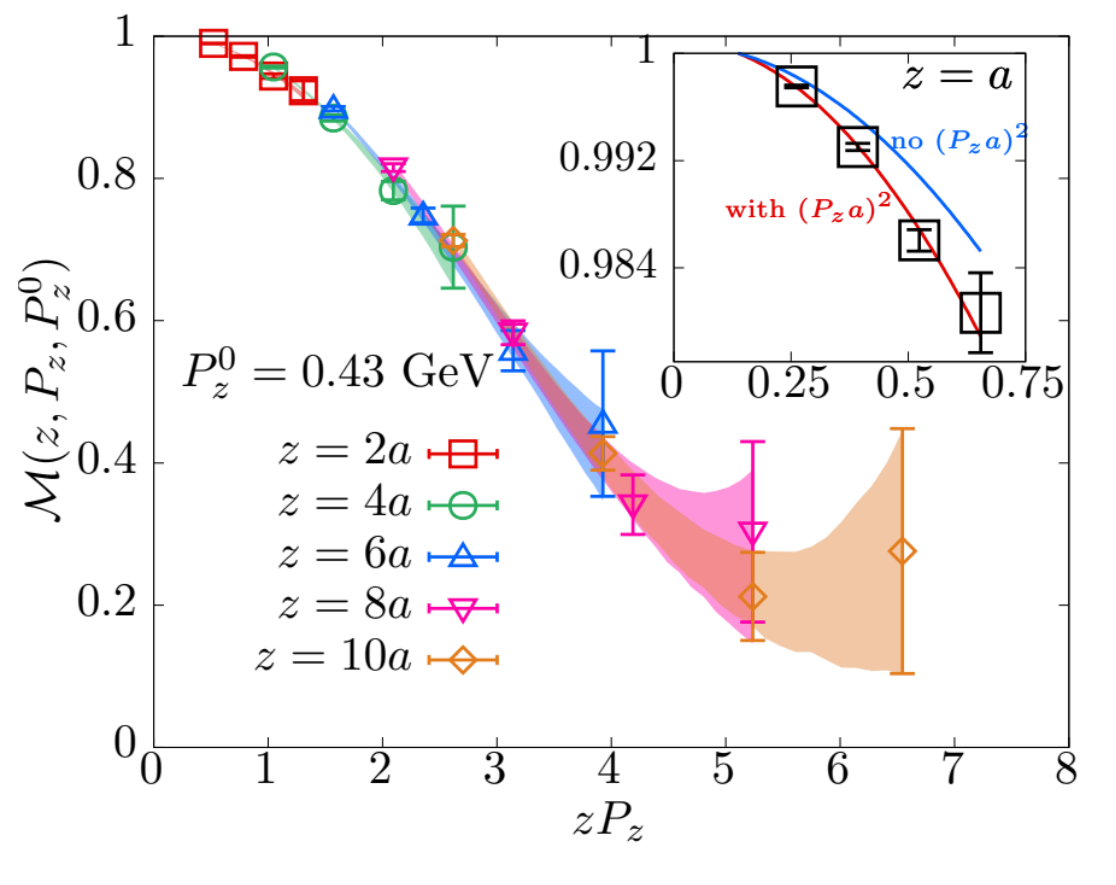 1
0.8
0.6
0.4
0.2
0
0 1 2 3 4 5 6 7 8
zP_z
M(z, P_z, P_z^0)
P_z^0 = 0.43 GeV
z = 2a
z = 4a
z = 6a
z = 8a
z = 10a
1
0.992
0.984
0 0.25 0.5 0.75
z = a
no (P_z a)^2
with (P_z a)^2